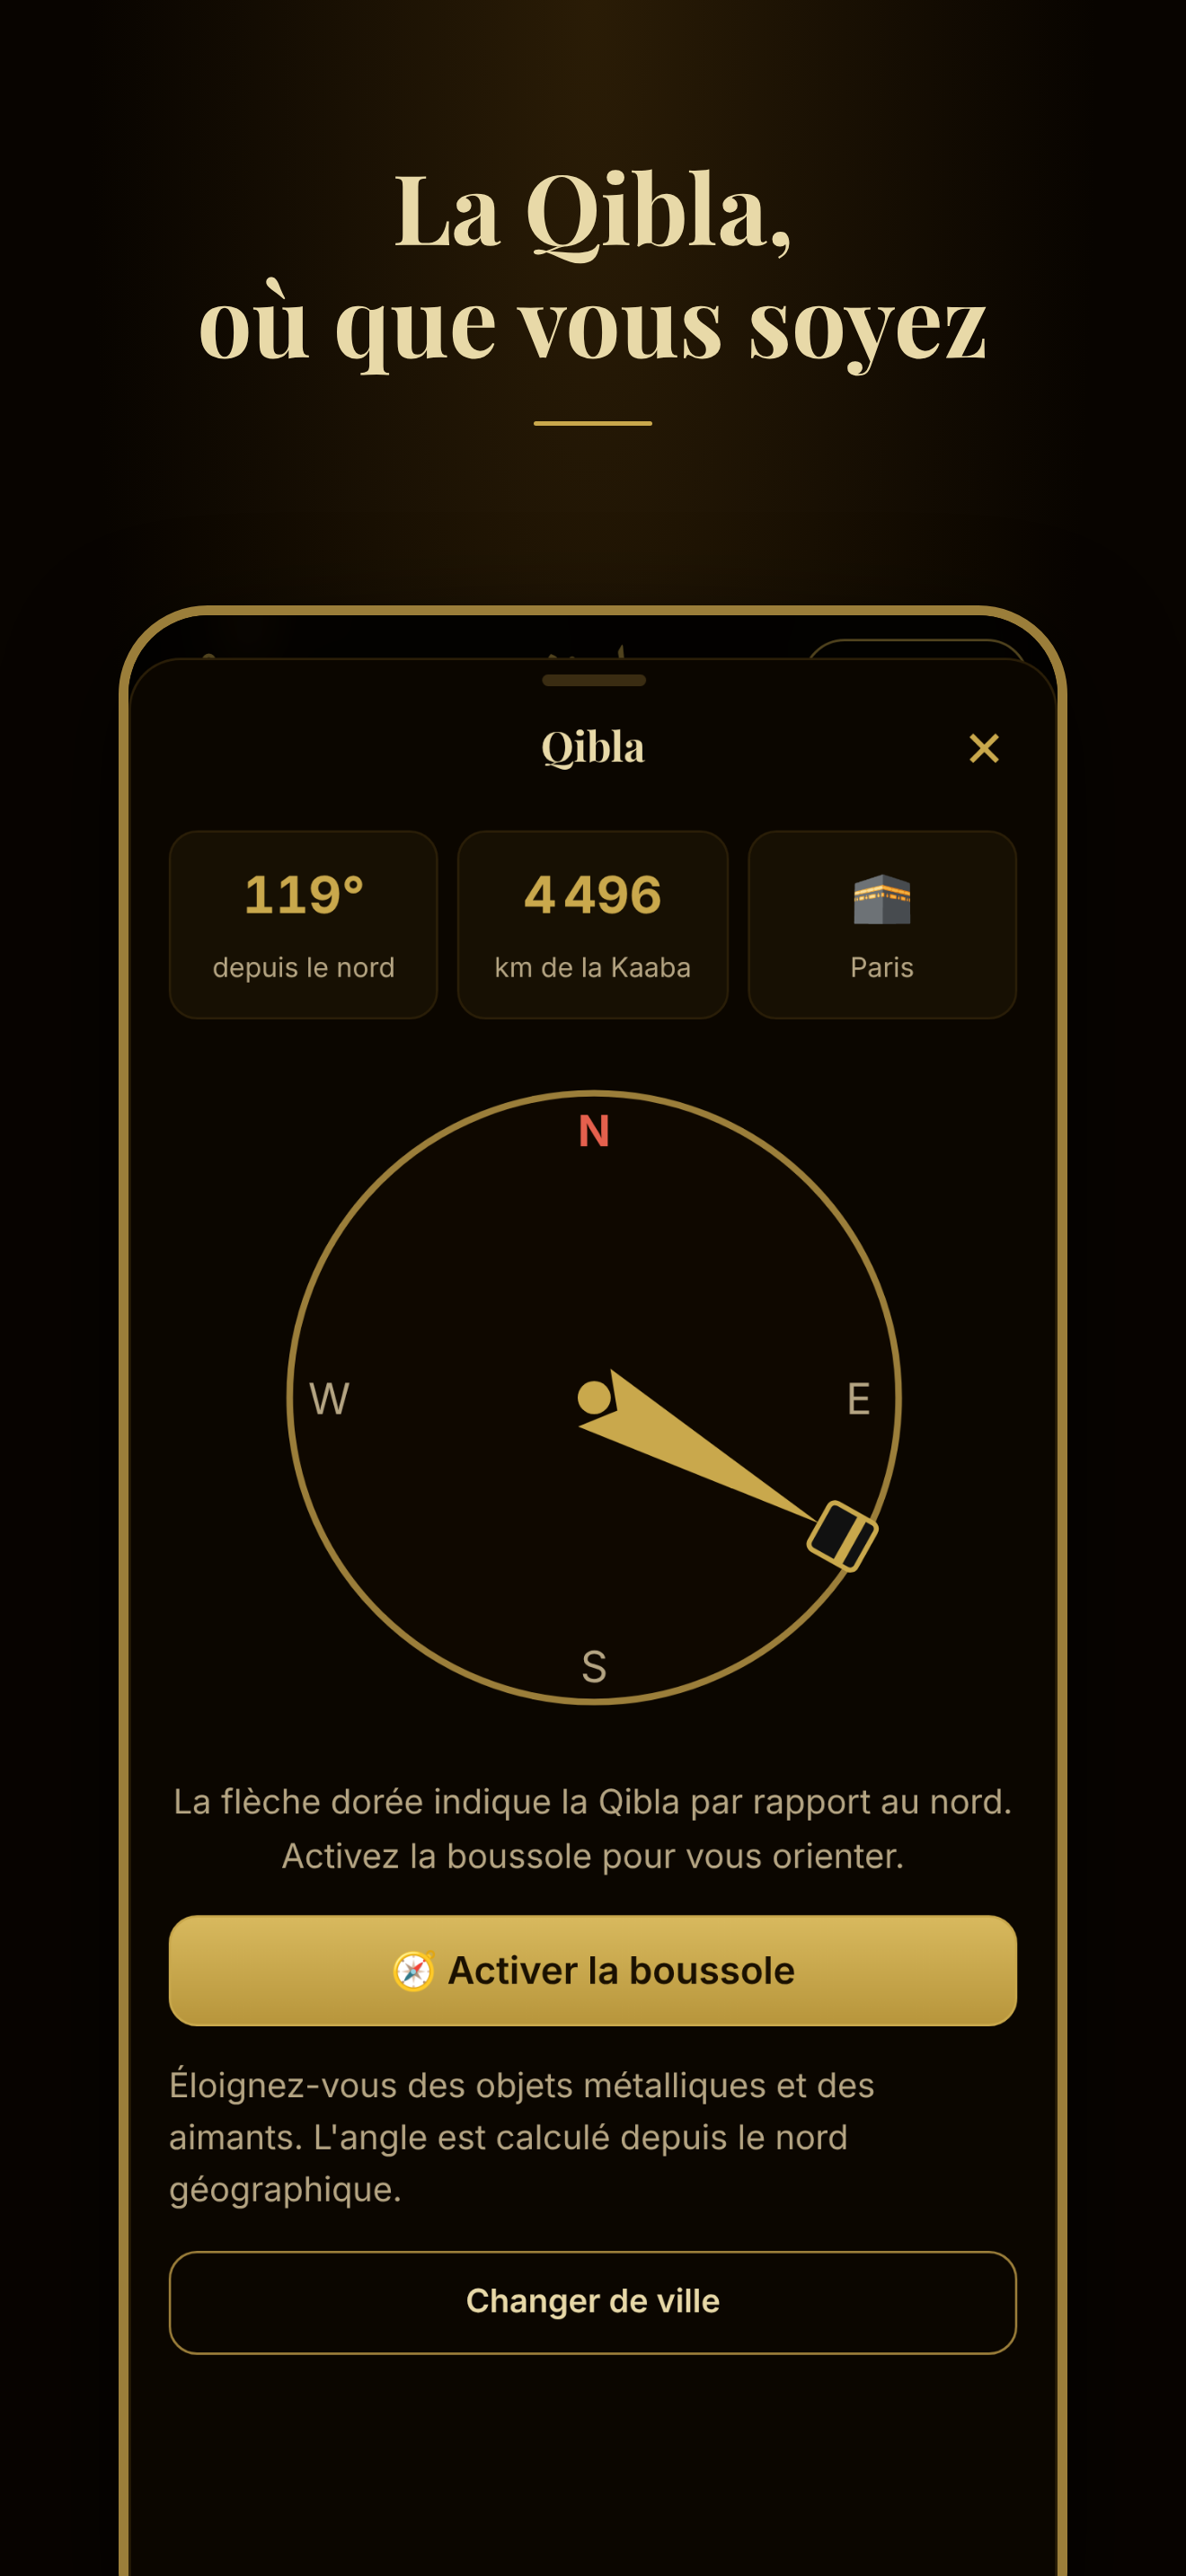 La Qibla,
où que vous soyez
Qibla
119°
depuis le nord
4 496
km de la Kaaba
Paris
N
W
E
S
La flèche dorée indique la Qibla par rapport au nord.
Activez la boussole pour vous orienter.
Activer la boussole
Éloignez-vous des objets métalliques et des
aimants. L'angle est calculé depuis le nord
géographique.
Changer de ville